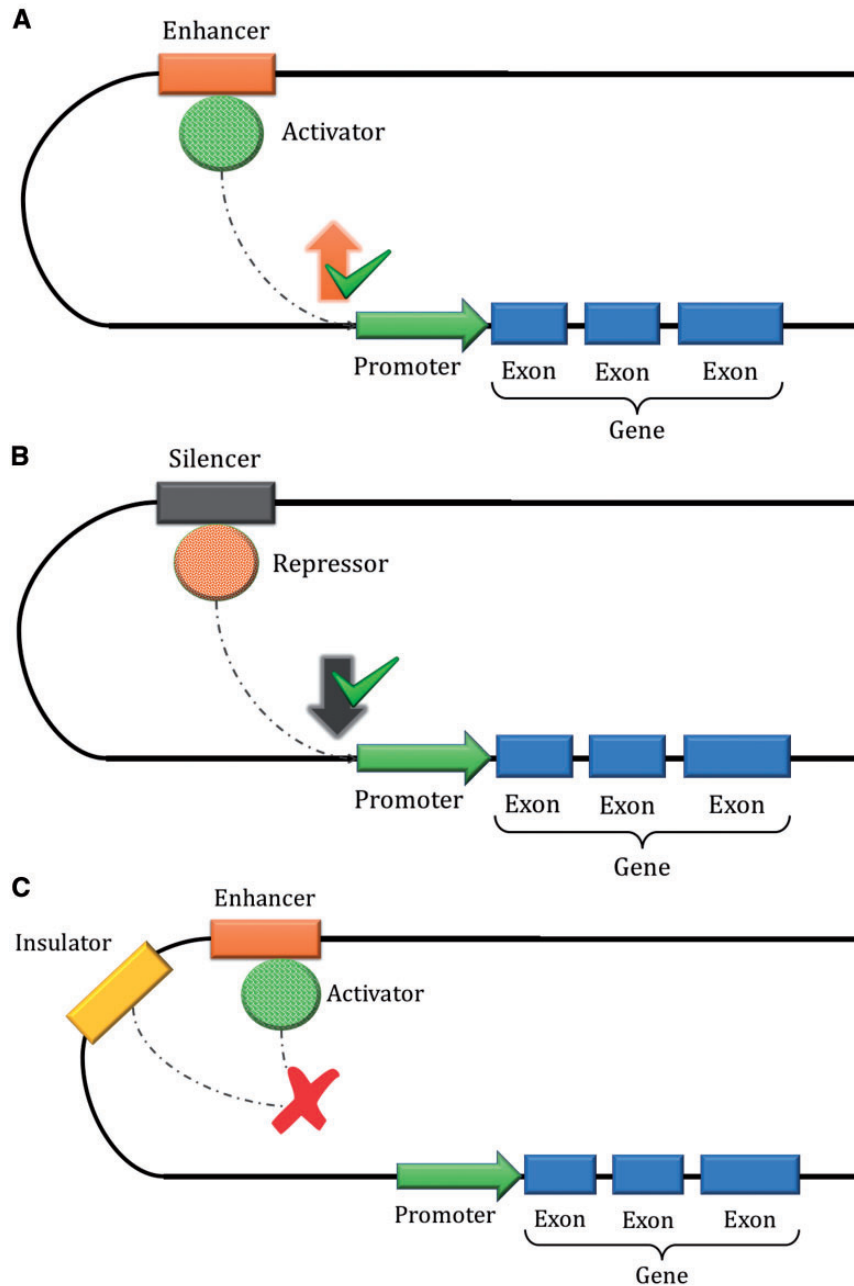 A
Enhancer
Activator
Promoter
Exon Exon Exon
Gene
B
Silencer
Repressor
Promoter
Exon Exon Exon
Gene
C
Enhancer
Insulator
Activator
Promoter
Exon Exon Exon
Gene